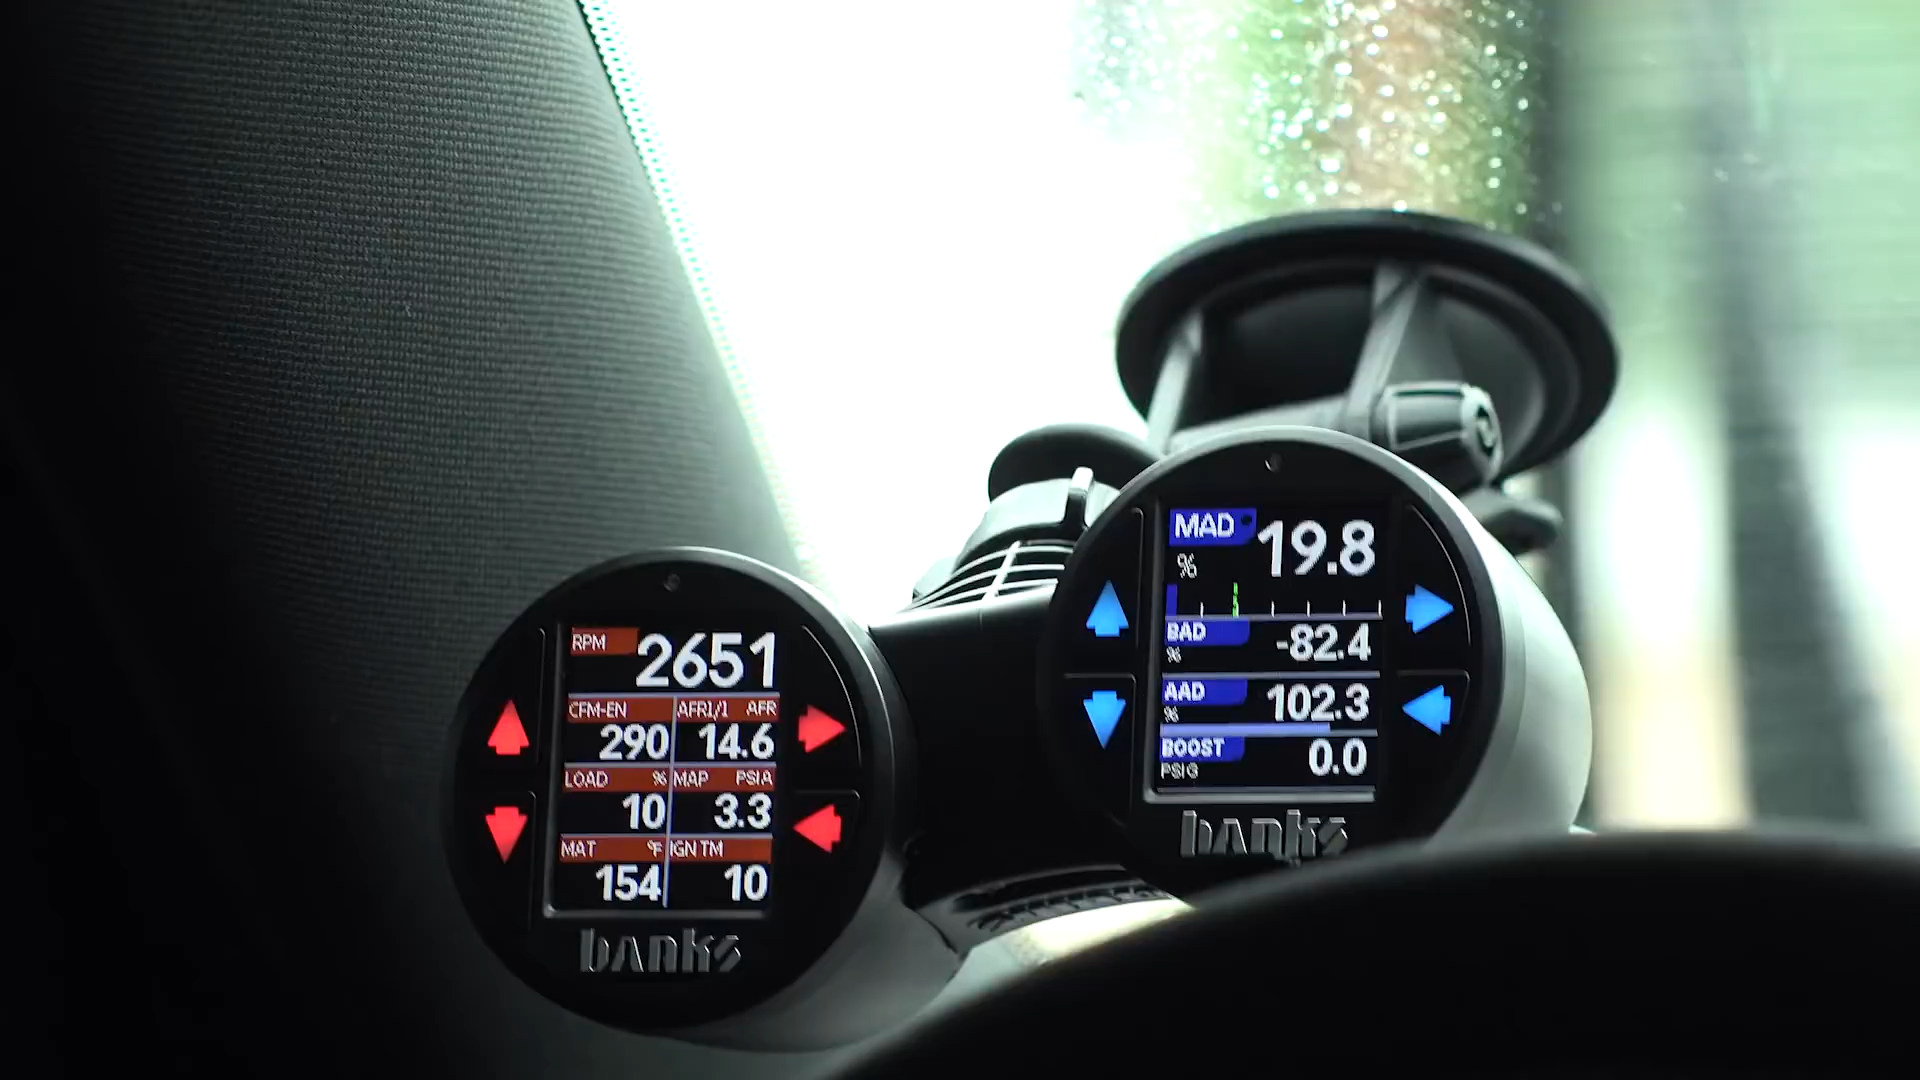 RPM 2651
CFM-EN AFR1/1 AFR
290 14.6
LOAD % MAP PSIA
10 3.3
MAT °F IGN TM
154 10
banks
MAD 19.8
%
BAD -82.4
%
AAD 102.3
%
BOOST 0.0
PSIG
banks